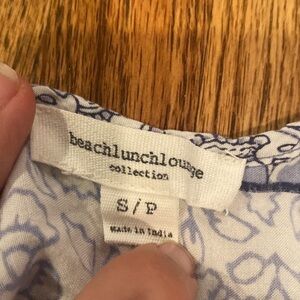 beachlunchlounge
collection
S/P
Made in India